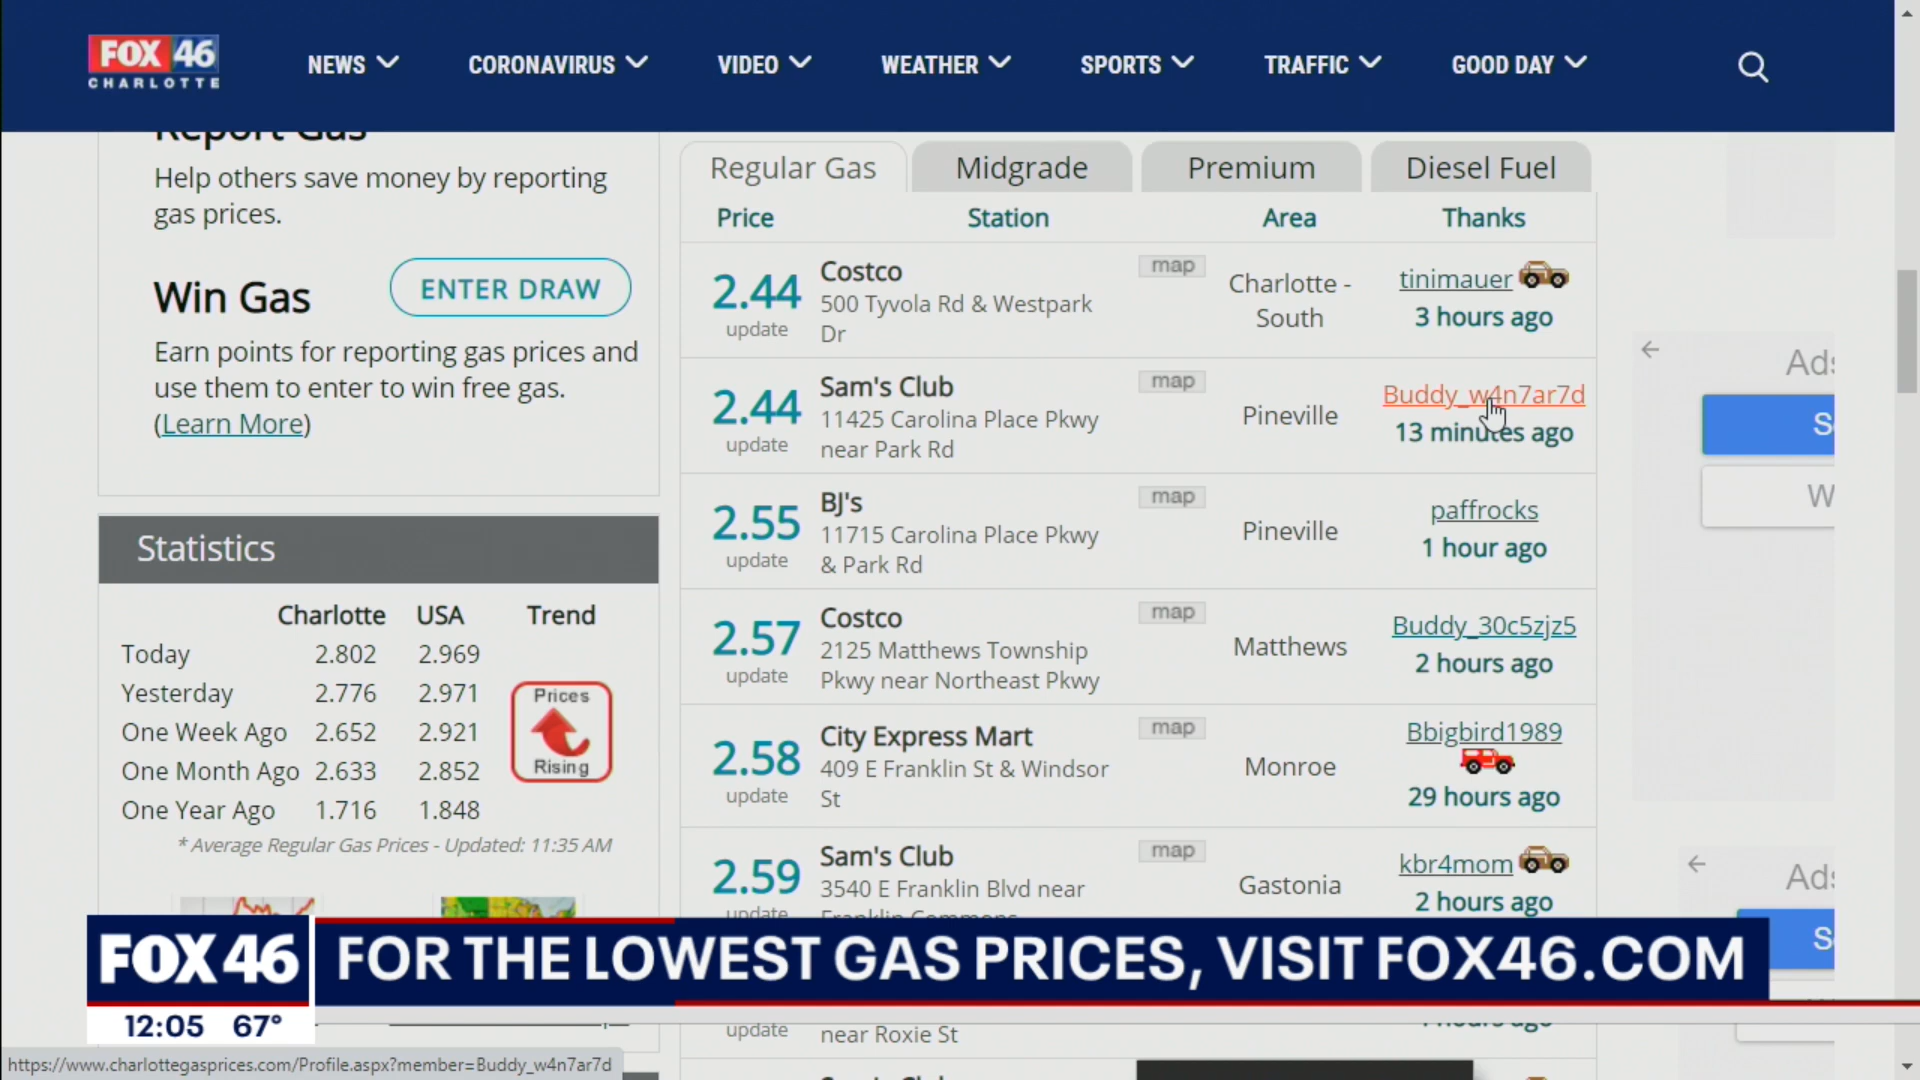 FOX 46
CHARLOTTE
NEWS
CORONAVIRUS
VIDEO
WEATHER
SPORTS
TRAFFIC
GOOD DAY
Report Gas
Help others save money by reporting
gas prices.
Win Gas
ENTER DRAW
Earn points for reporting gas prices and
use them to enter to win free gas.
(Learn More)
Statistics
Charlotte USA Trend
Today 2.802 2.969
Yesterday 2.776 2.971
One Week Ago 2.652 2.921
One Month Ago 2.633 2.852
One Year Ago 1.716 1.848
Prices
Rising
* Average Regular Gas Prices - Updated: 11:35 AM
Regular Gas Midgrade Premium Diesel Fuel
Price Station Area Thanks
2.44
update
Costco
500 Tyvola Rd & Westpark
Dr
map
Charlotte -
South
tinimauer
3 hours ago
2.44
update
Sam's Club
11425 Carolina Place Pkwy
near Park Rd
map
Pineville
Buddy_w4n7ar7d
13 minutes ago
2.55
update
BJ's
11715 Carolina Place Pkwy
& Park Rd
map
Pineville
paffrocks
1 hour ago
2.57
update
Costco
2125 Matthews Township
Pkwy near Northeast Pkwy
map
Matthews
Buddy_30c5zjz5
2 hours ago
2.58
update
City Express Mart
409 E Franklin St & Windsor
St
map
Monroe
Bbigbird1989
29 hours ago
2.59
update
Sam's Club
3540 E Franklin Blvd near
Franklin Commons
map
Gastonia
kbr4mom
2 hours ago
update
near Roxie St
hours ago
Ads
S
W
Ads
S
FOX 46
FOR THE LOWEST GAS PRICES, VISIT FOX46.COM
12:05 67°
https://www.charlottegasprices.com/Profile.aspx?member=Buddy_w4n7ar7d